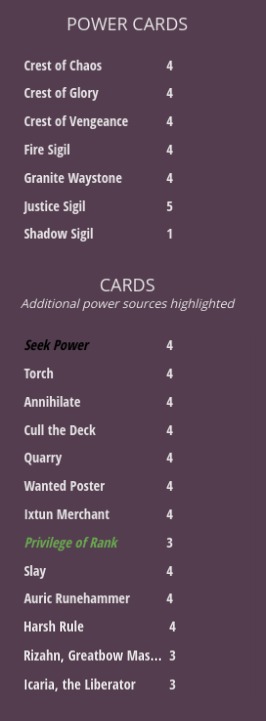 POWER CARDS
Crest of Chaos 4
Crest of Glory 4
Crest of Vengeance 4
Fire Sigil 4
Granite Waystone 4
Justice Sigil 5
Shadow Sigil 1
CARDS
Additional power sources highlighted
Seek Power 4
Torch 4
Annihilate 4
Cull the Deck 4
Quarry 4
Wanted Poster 4
Ixtun Merchant 4
Privilege of Rank 3
Slay 4
Auric Runehammer 4
Harsh Rule 4
Rizahn, Greatbow Mas... 3
Icaria, the Liberator 3